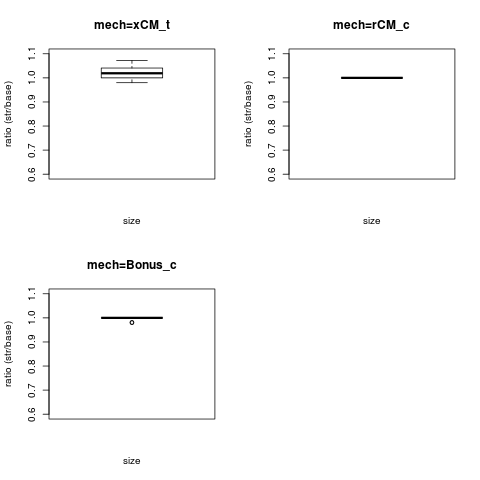 mech=xCM_t
ratio (str/base)
0.6 0.7 0.8 0.9 1.0 1.1
size
mech=rCM_c
ratio (str/base)
0.6 0.7 0.8 0.9 1.0 1.1
size
mech=Bonus_c
ratio (str/base)
0.6 0.7 0.8 0.9 1.0 1.1
size